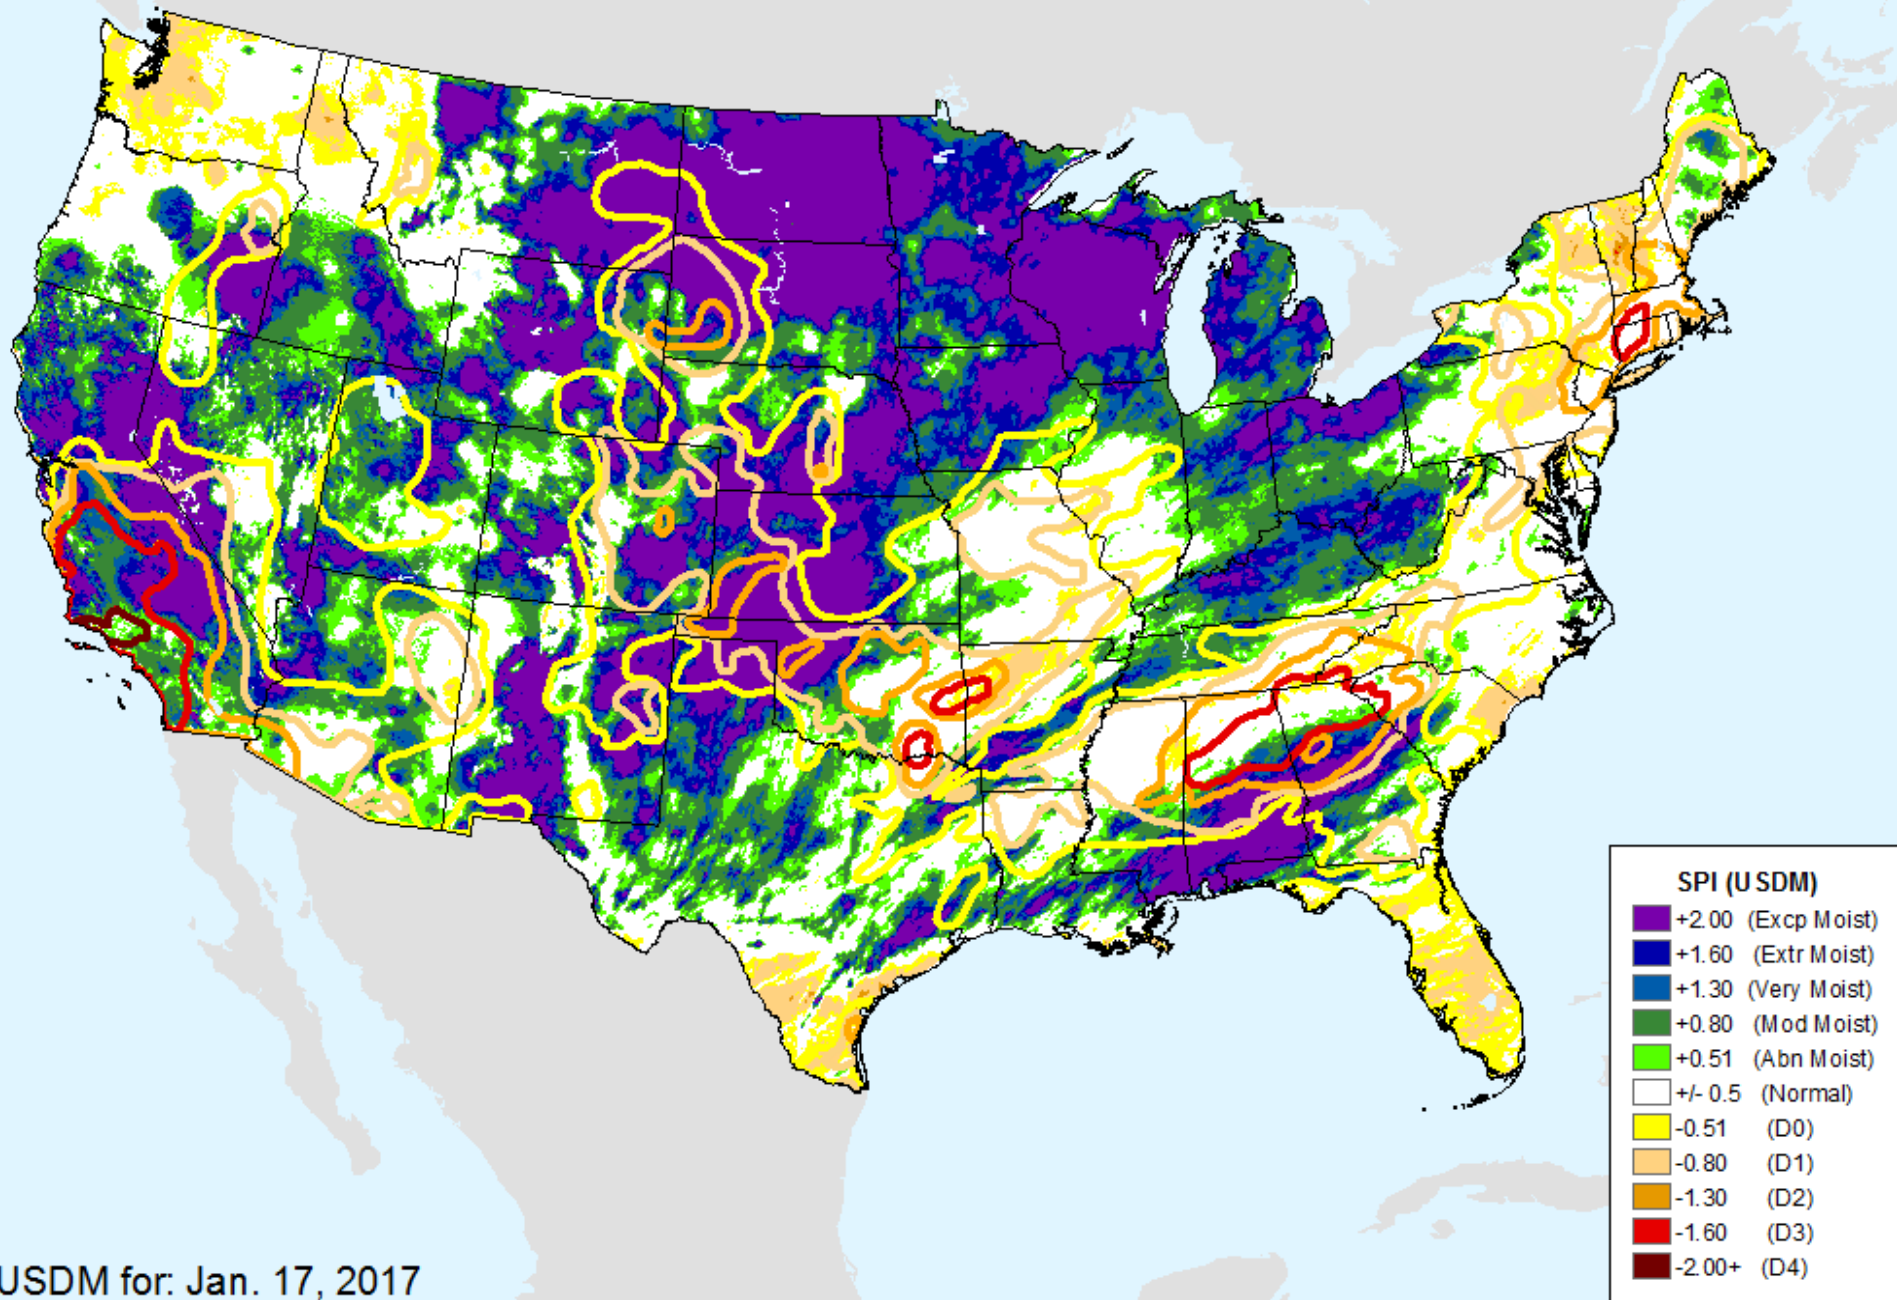 SPI (USDM)
+2.00 (Excp Moist)
+1.60 (Extr Moist)
+1.30 (Very Moist)
+0.80 (Mod Moist)
+0.51 (Abn Moist)
+/- 0.5 (Normal)
-0.51 (D0)
-0.80 (D1)
-1.30 (D2)
-1.60 (D3)
-2.00+ (D4)
USDM for: Jan. 17, 2017